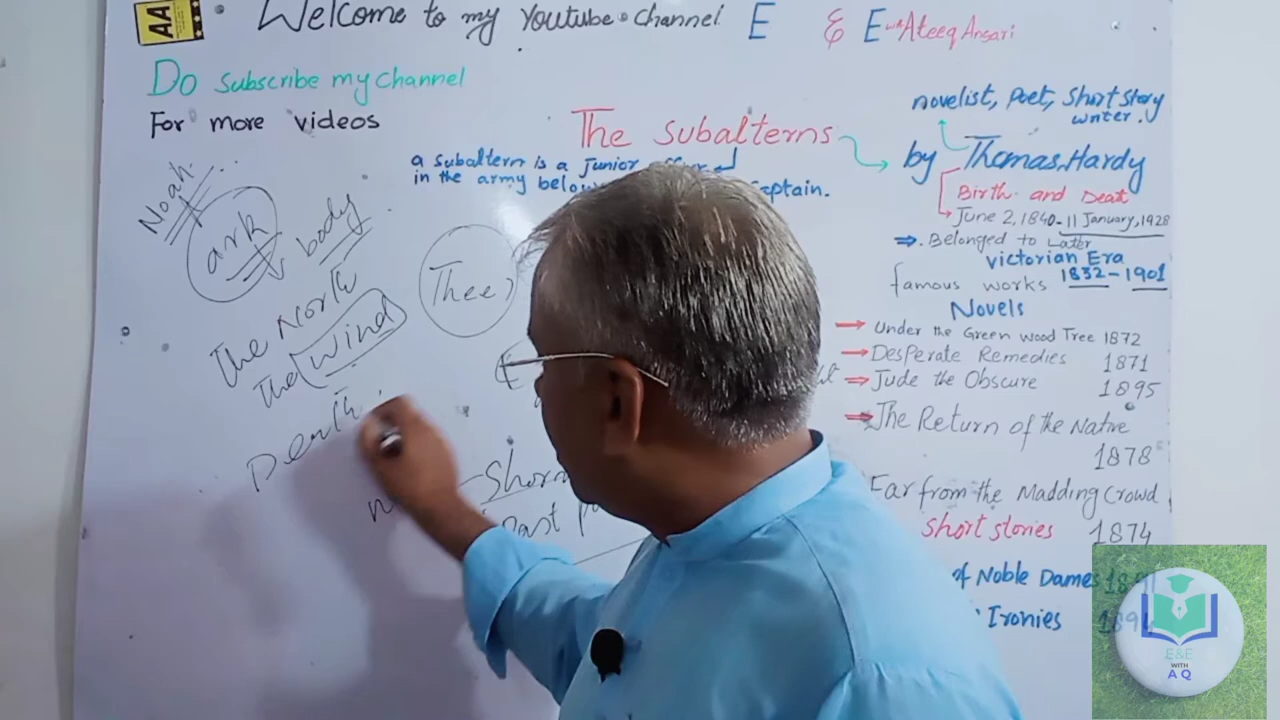 AA
Welcome to my Youtube channel E & E with Ateeq Ansari
Do subscribe my channel
For more videos
The Subalterns
a subaltern is a Junior
in the army below
captain.
novelist, Poet, Short story
writer.
by Thomas Hardy
Birth and Death
June 2, 1840 - 11 January, 1928
Belonged to Later
victorian Era
1832 - 1901
famous works
Novels
Under the Green wood Tree 1872
Desperate Remedies 1871
Jude the Obscure 1895
The Return of the Native
1878
Far from the Madding Crowd
1874
short stories
of Noble Dames
Ironies
Noah
ark
body
The North
The Wind
Death
Thee,
Shorn
Past
E&E
WITH
A Q